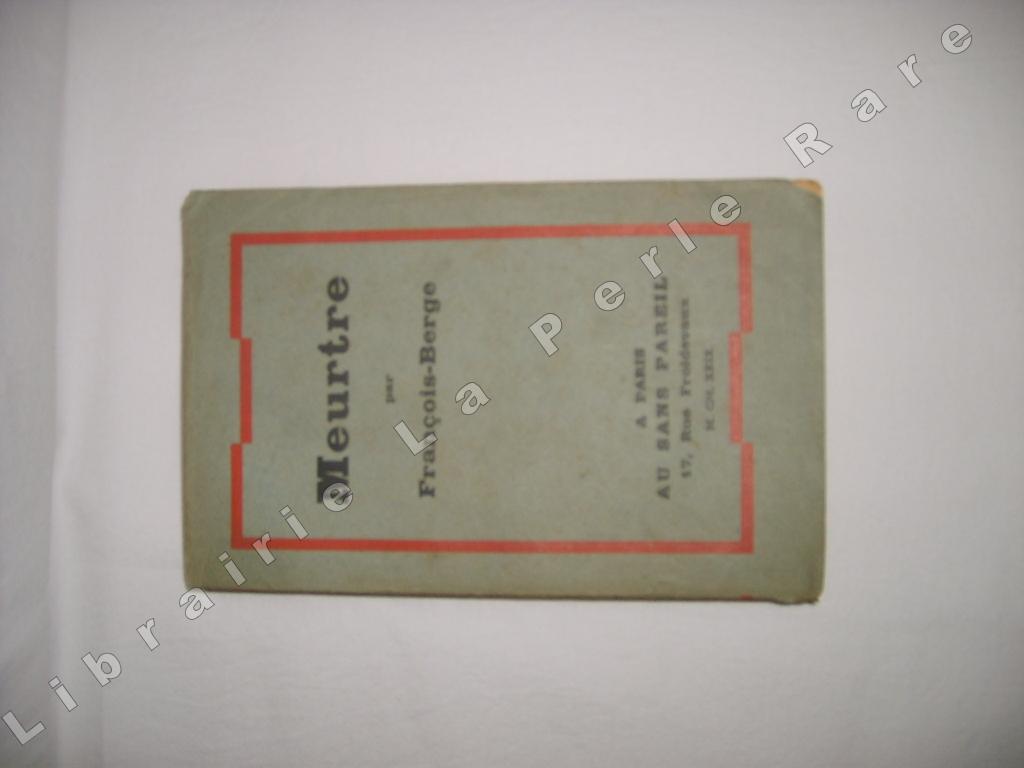 Meurtre
par
François-Berge
A PARIS
AU SANS PAREIL
17, Rue Froidevaux
M CM XXIX
Librairie La Perle Rare